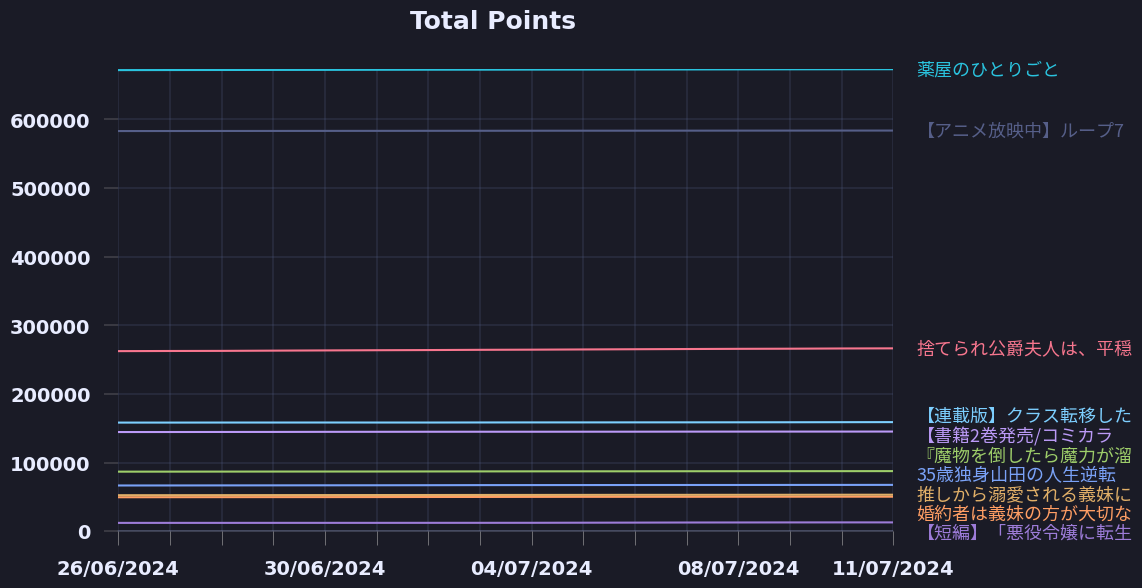 Total Points
薬屋のひとりごと
600000
【アニメ放映中】ループ7
500000
400000
300000
捨てられ公爵夫人は、平穏
200000
【連載版】クラス転移した
【書籍2巻発売/コミカラ
『魔物を倒したら魔力が溜
100000
35歳独身山田の人生逆転
推しから溺愛される義妹に
婚約者は義妹の方が大切な
0
【短編】「悪役令嬢に転生
26/06/2024
30/06/2024
04/07/2024
08/07/2024
11/07/2024